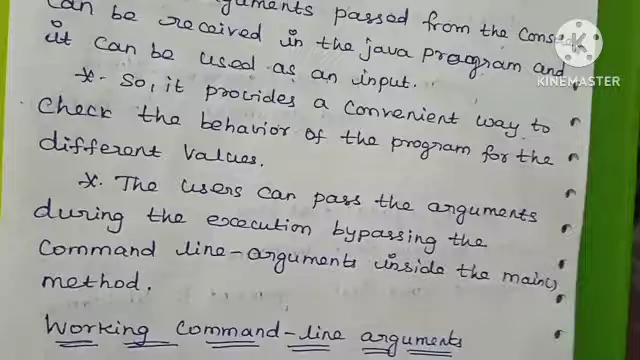 arguments passed from the Console
can be received in the java program and
it can be used as an input.
*. So, it provides a convenient way to
check the behavior of the program for the
different values.
*. The users can pass the arguments
during the execution bypassing the
Command line-arguments inside the main()
method.
Working Command-line arguments
KINEMASTER